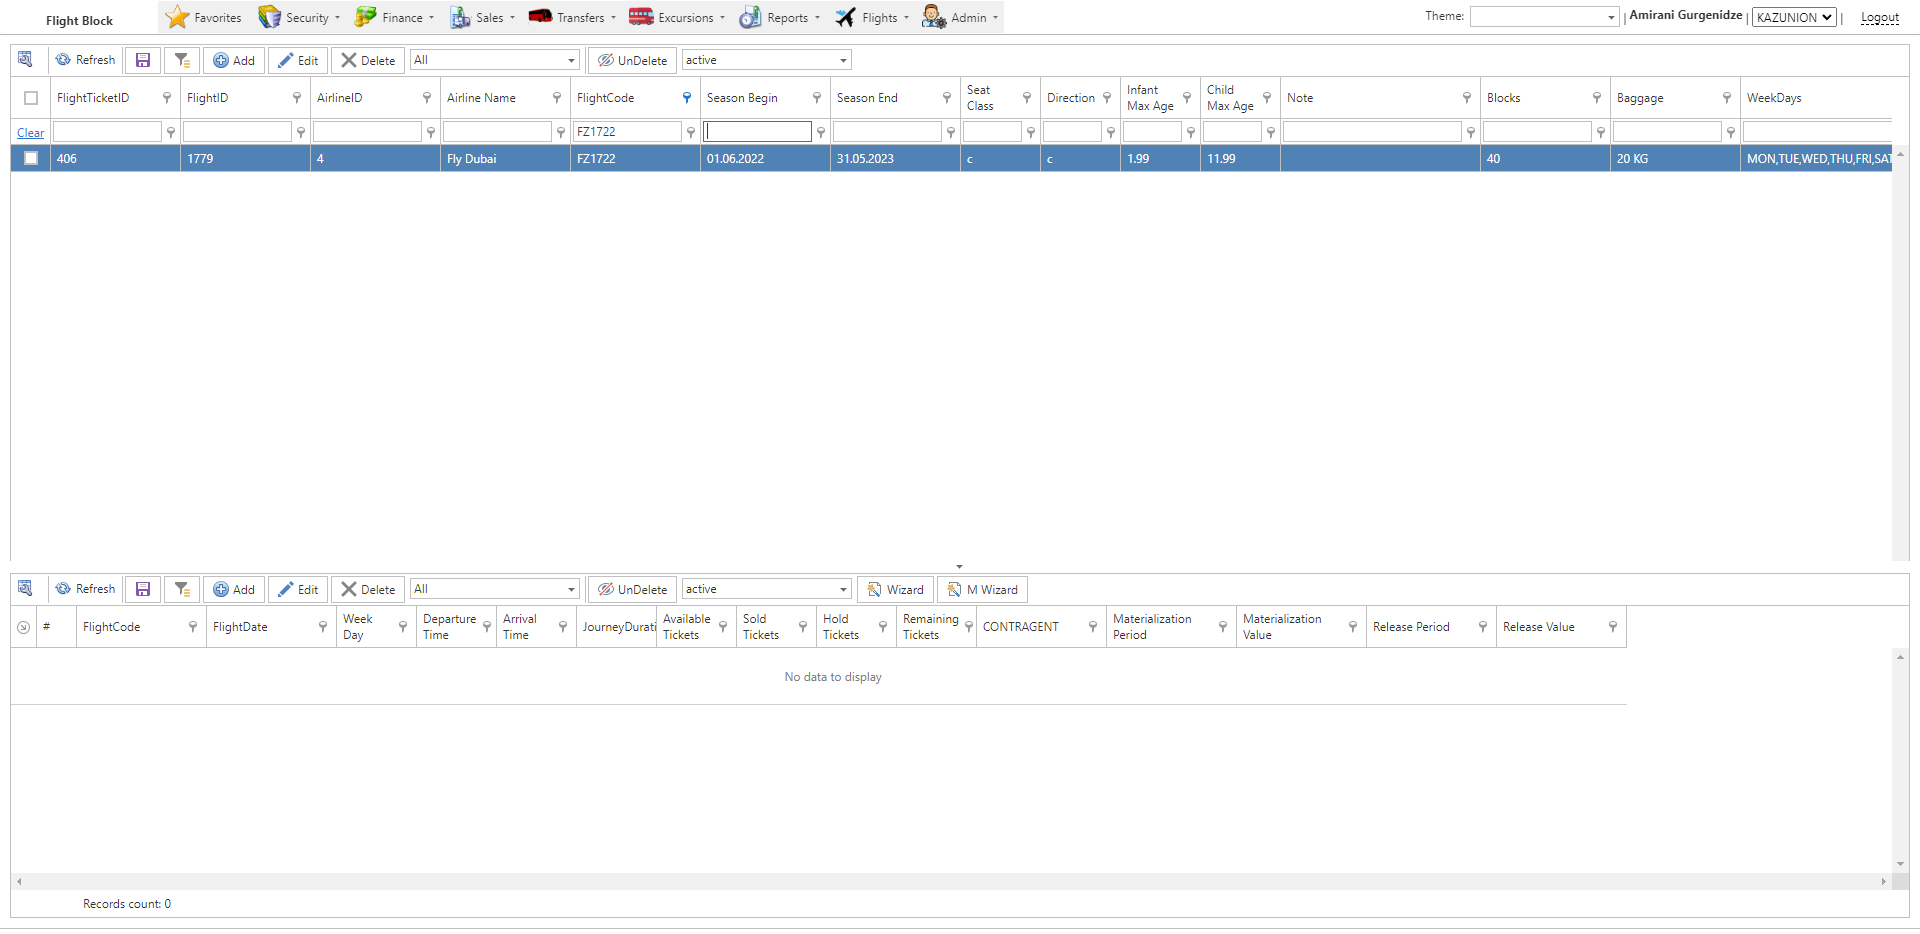 Flight Block
Favorites Security Finance Sales Transfers Excursions Reports Flights Admin
Theme: | Amirani Gurgenidze | KAZUNION | Logout
Refresh Add Edit Delete All UnDelete active
FlightTicketID FlightID AirlineID Airline Name FlightCode Season Begin Season End Seat Class Direction Infant Max Age Child Max Age Note Blocks Baggage WeekDays
Clear FZ1722
406 1779 4 Fly Dubai FZ1722 01.06.2022 31.05.2023 c c 1.99 11.99 40 20 KG MON,TUE,WED,THU,FRI,SAT
Refresh Add Edit Delete All UnDelete active Wizard M Wizard
# FlightCode FlightDate Week Day Departure Time Arrival Time JourneyDurati Available Tickets Sold Tickets Hold Tickets Remaining Tickets CONTRAGENT Materialization Period Materialization Value Release Period Release Value
No data to display
Records count: 0